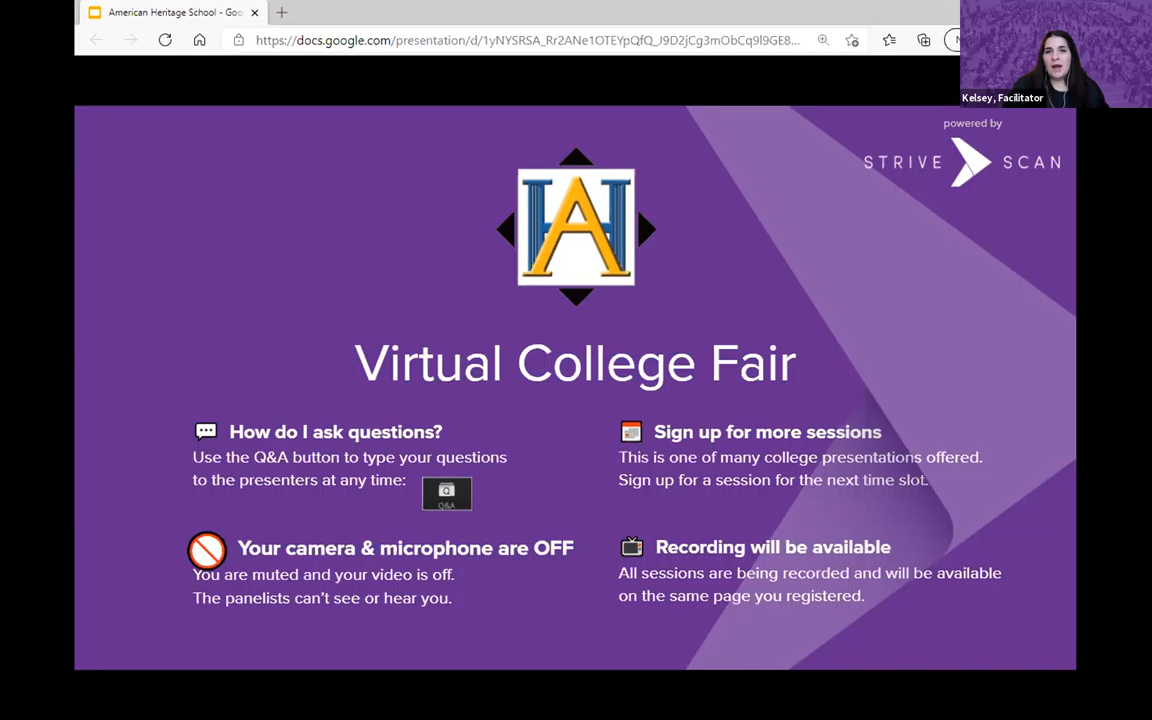 American Heritage School - Goo
https://docs.google.com/presentation/d/1yNYSRSA_Rr2ANe1OTEYpQfQ_J9D2jCg3mObCq9l9GE8...
Kelsey, Facilitator
powered by
STRIVE SCAN
AH
Virtual College Fair
How do I ask questions?
Use the Q&A button to type your questions
to the presenters at any time:
Q&A
Your camera & microphone are OFF
You are muted and your video is off.
The panelists can't see or hear you.
Sign up for more sessions
This is one of many college presentations offered.
Sign up for a session for the next time slot.
Recording will be available
All sessions are being recorded and will be available
on the same page you registered.